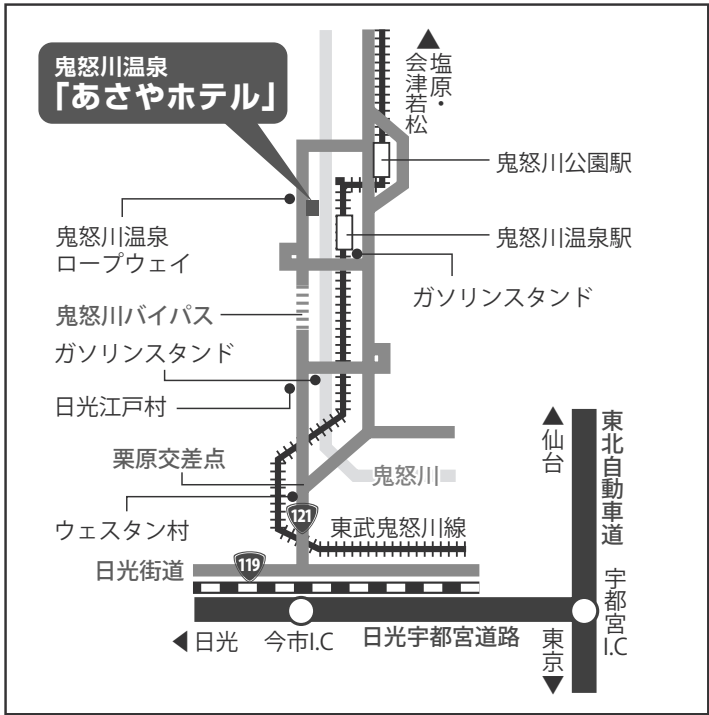 鬼怒川温泉
「あさやホテル」
▲塩原・
会津若松
鬼怒川公園駅
鬼怒川温泉
ロープウェイ
鬼怒川温泉駅
ガソリンスタンド
鬼怒川バイパス
ガソリンスタンド
日光江戸村
栗原交差点
鬼怒川
ウェスタン村
121
東武鬼怒川線
日光街道
119
▲仙台
東北自動車道
宇都宮I.C
◀日光
今市I.C
日光宇都宮道路
東京▼